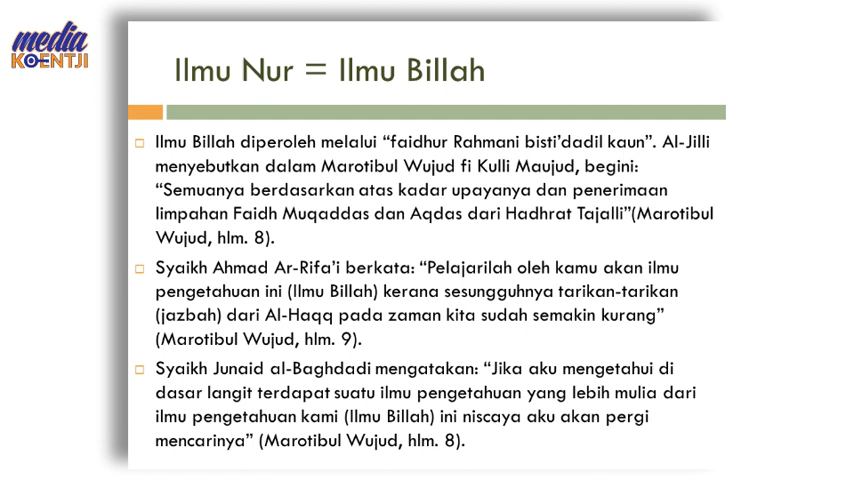 media
KOENTJI
Ilmu Nur = Ilmu Billah
Ilmu Billah diperoleh melalui “faidhur Rahmani bisti’dadil kaun”. Al-Jilli
menyebutkan dalam Marotibul Wujud fi Kulli Maujud, begini:
“Semuanya berdasarkan atas kadar upayanya dan penerimaan
limpahan Faidh Muqaddas dan Aqdas dari Hadhrat Tajalli”(Marotibul
Wujud, hlm. 8).
Syaikh Ahmad Ar-Rifa’i berkata: “Pelajarilah oleh kamu akan ilmu
pengetahuan ini (Ilmu Billah) kerana sesungguhnya tarikan-tarikan
(jazbah) dari Al-Haqq pada zaman kita sudah semakin kurang”
(Marotibul Wujud, hlm. 9).
Syaikh Junaid al-Baghdadi mengatakan: “Jika aku mengetahui di
dasar langit terdapat suatu ilmu pengetahuan yang lebih mulia dari
ilmu pengetahuan kami (Ilmu Billah) ini niscaya aku akan pergi
mencarinya” (Marotibul Wujud, hlm. 8).